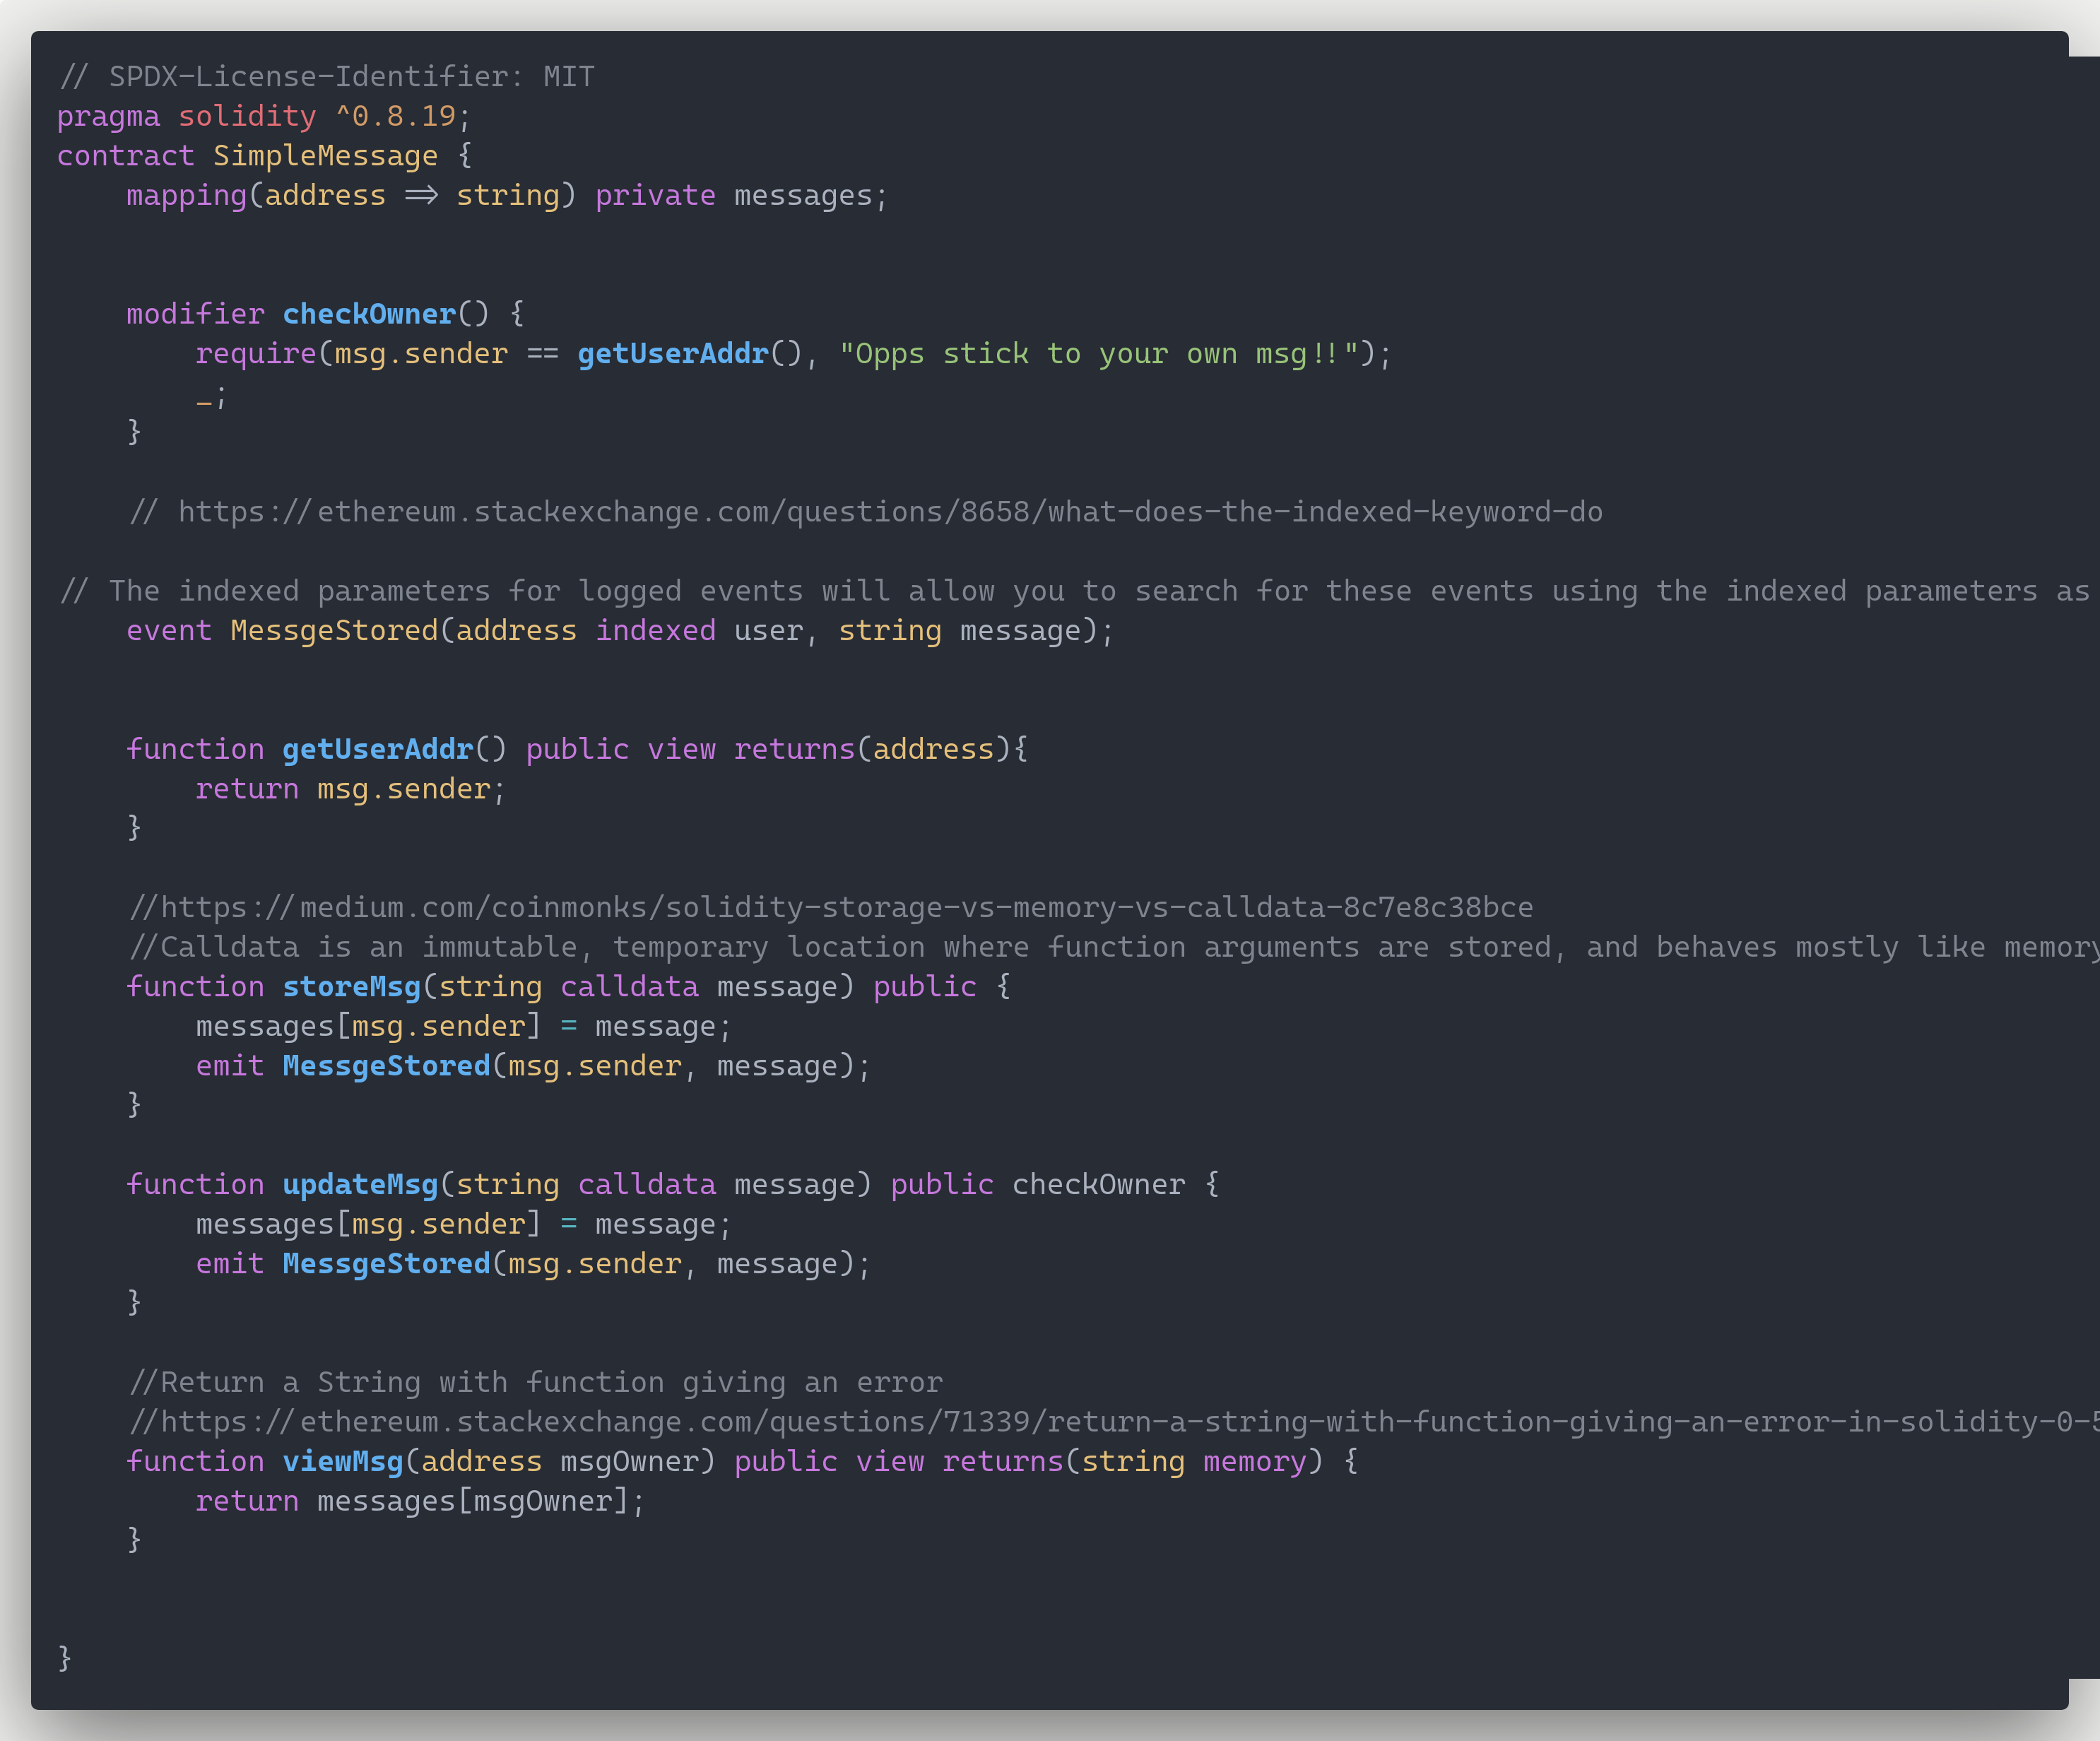 // SPDX-License-Identifier: MIT
pragma solidity ^0.8.19;
contract SimpleMessage {
    mapping(address => string) private messages;
    modifier checkOwner() {
        require(msg.sender == getUserAddr(), "Opps stick to your own msg!!");
        _;
    }
    // https://ethereum.stackexchange.com/questions/8658/what-does-the-indexed-keyword-do
// The indexed parameters for logged events will allow you to search for these events using the indexed parameters as
    event MessgeStored(address indexed user, string message);
    function getUserAddr() public view returns(address){
        return msg.sender;
    }
    //https://medium.com/coinmonks/solidity-storage-vs-memory-vs-calldata-8c7e8c38bce
    //Calldata is an immutable, temporary location where function arguments are stored, and behaves mostly like memory
    function storeMsg(string calldata message) public {
        messages[msg.sender] = message;
        emit MessgeStored(msg.sender, message);
    }
    function updateMsg(string calldata message) public checkOwner {
        messages[msg.sender] = message;
        emit MessgeStored(msg.sender, message);
    }
    //Return a String with function giving an error
    //https://ethereum.stackexchange.com/questions/71339/return-a-string-with-function-giving-an-error-in-solidity-0-5
    function viewMsg(address msgOwner) public view returns(string memory) {
        return messages[msgOwner];
    }
}